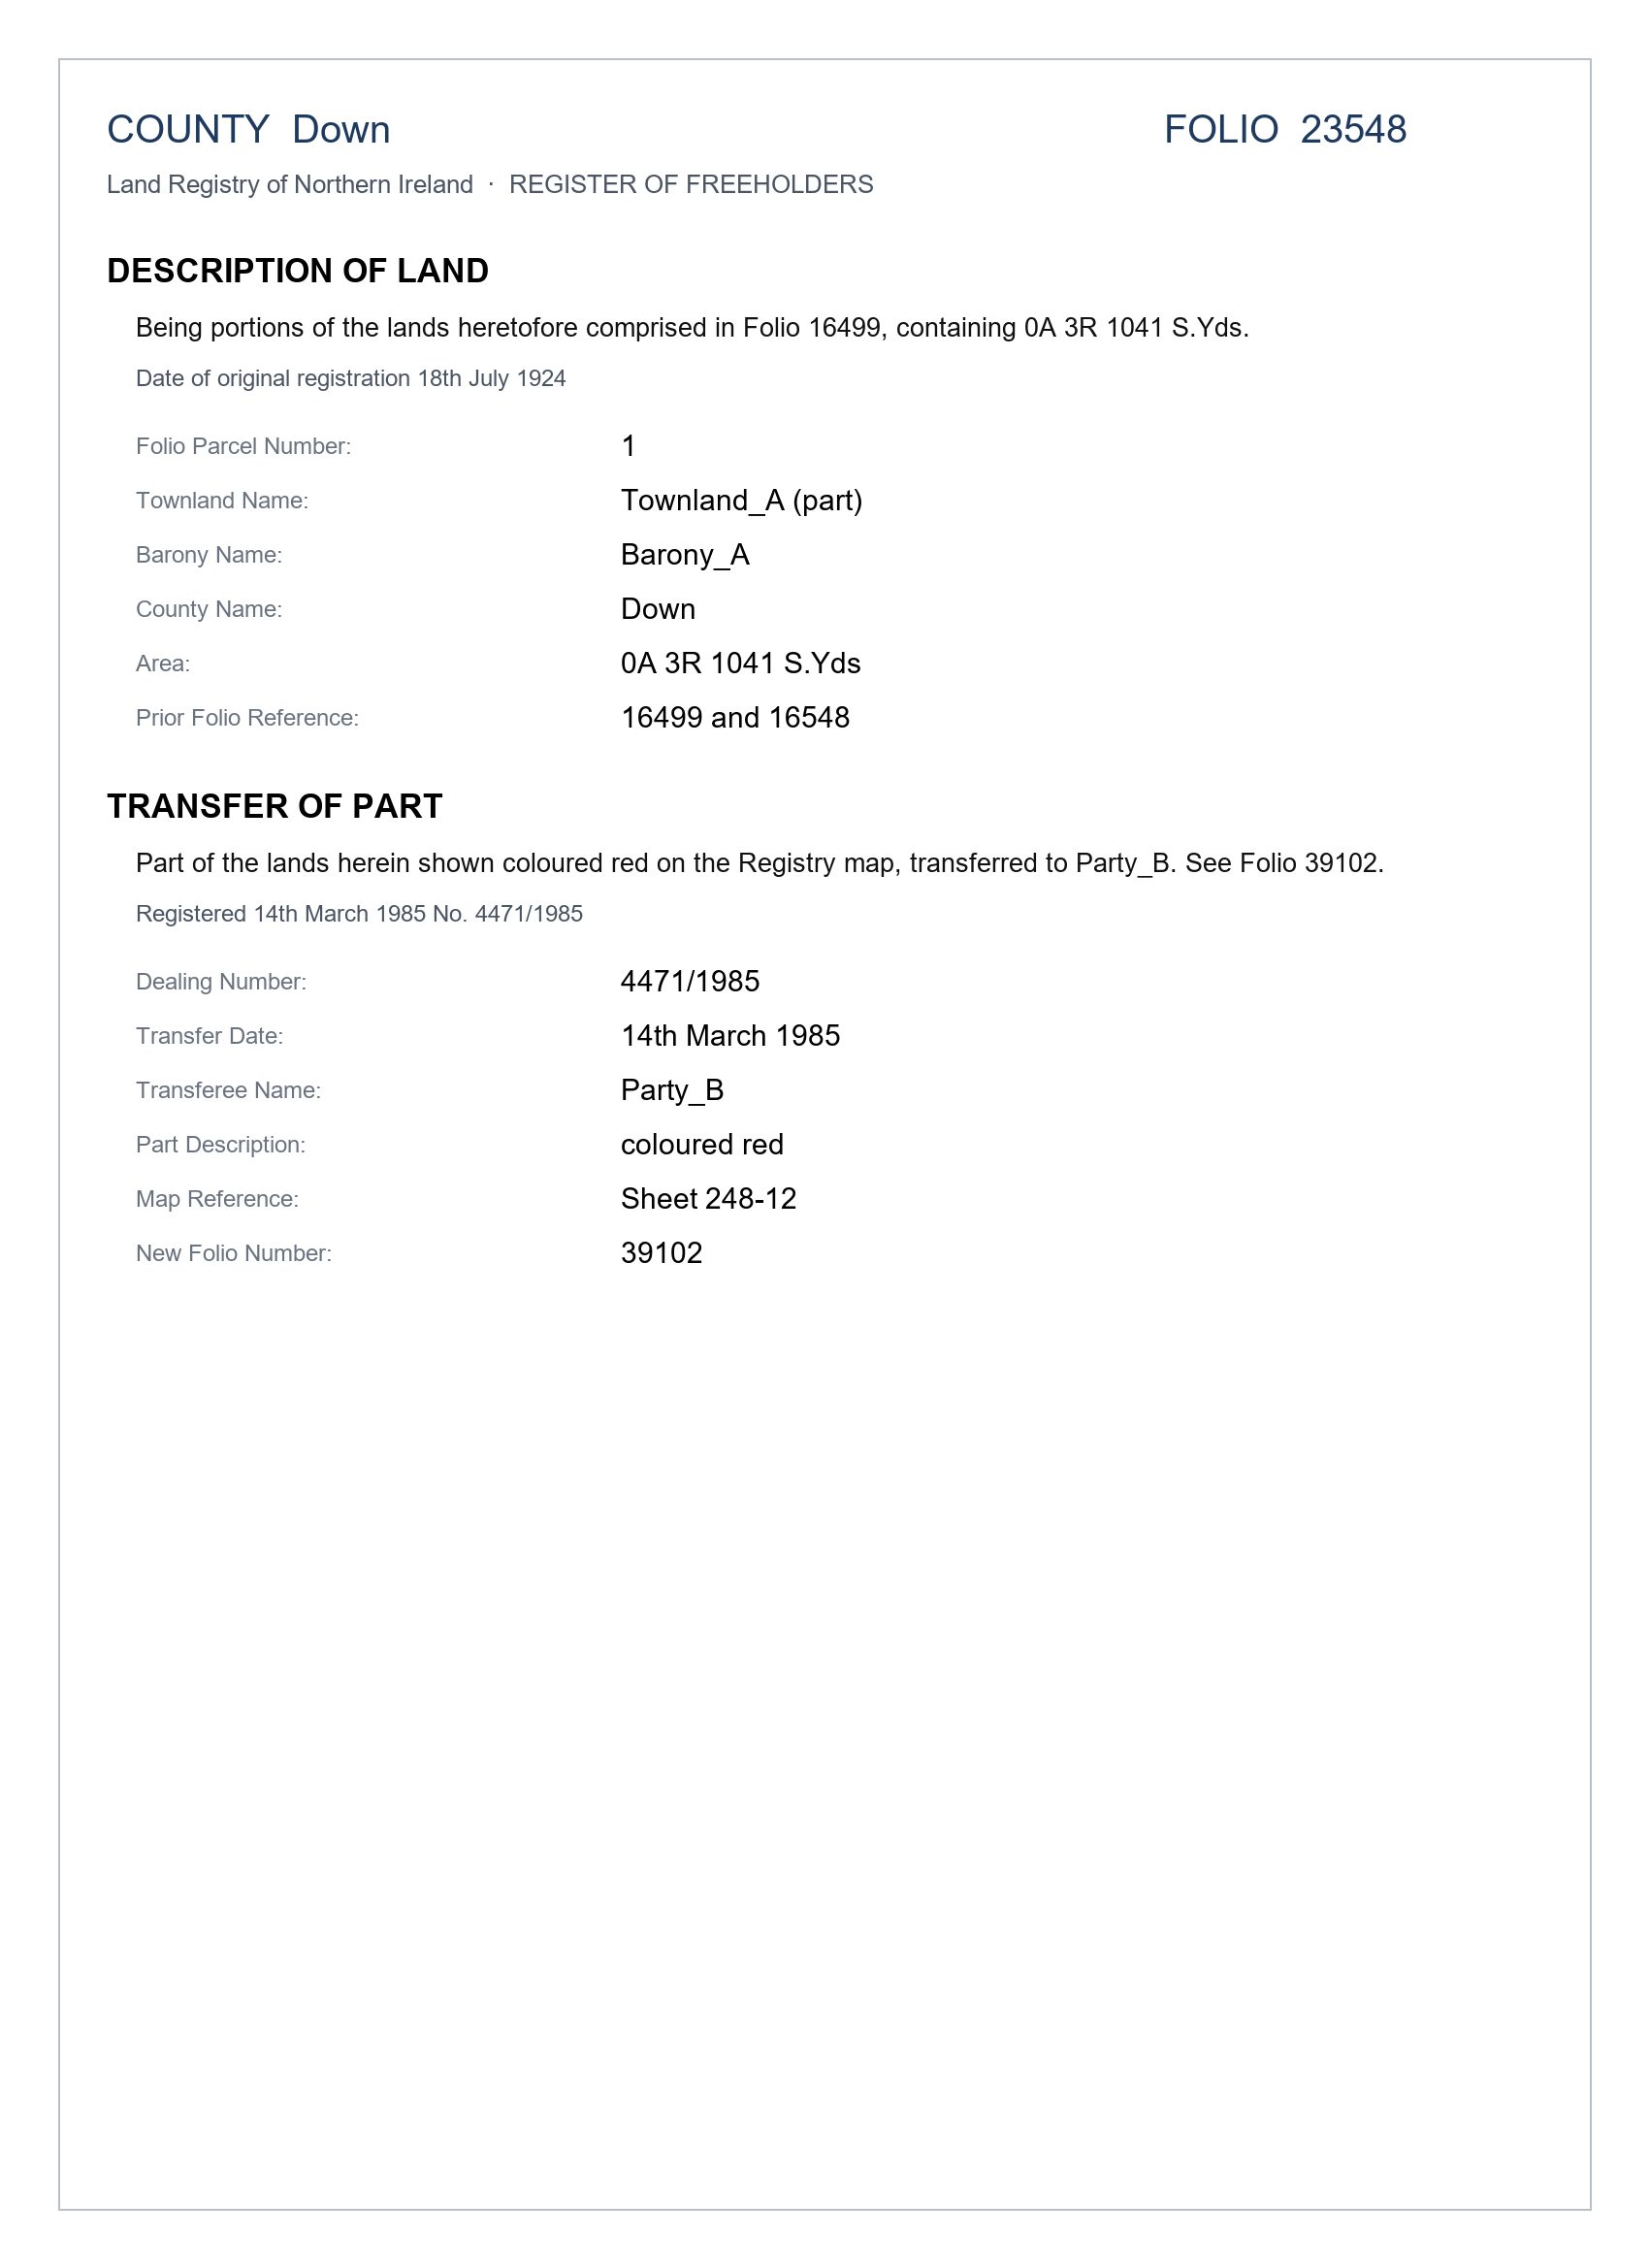 COUNTY Down FOLIO 23548
Land Registry of Northern Ireland · REGISTER OF FREEHOLDERS
DESCRIPTION OF LAND
Being portions of the lands heretofore comprised in Folio 16499, containing 0A 3R 1041 S.Yds.
Date of original registration 18th July 1924
Folio Parcel Number: 1
Townland Name: Townland_A (part)
Barony Name: Barony_A
County Name: Down
Area: 0A 3R 1041 S.Yds
Prior Folio Reference: 16499 and 16548
TRANSFER OF PART
Part of the lands herein shown coloured red on the Registry map, transferred to Party_B. See Folio 39102.
Registered 14th March 1985 No. 4471/1985
Dealing Number: 4471/1985
Transfer Date: 14th March 1985
Transferee Name: Party_B
Part Description: coloured red
Map Reference: Sheet 248-12
New Folio Number: 39102